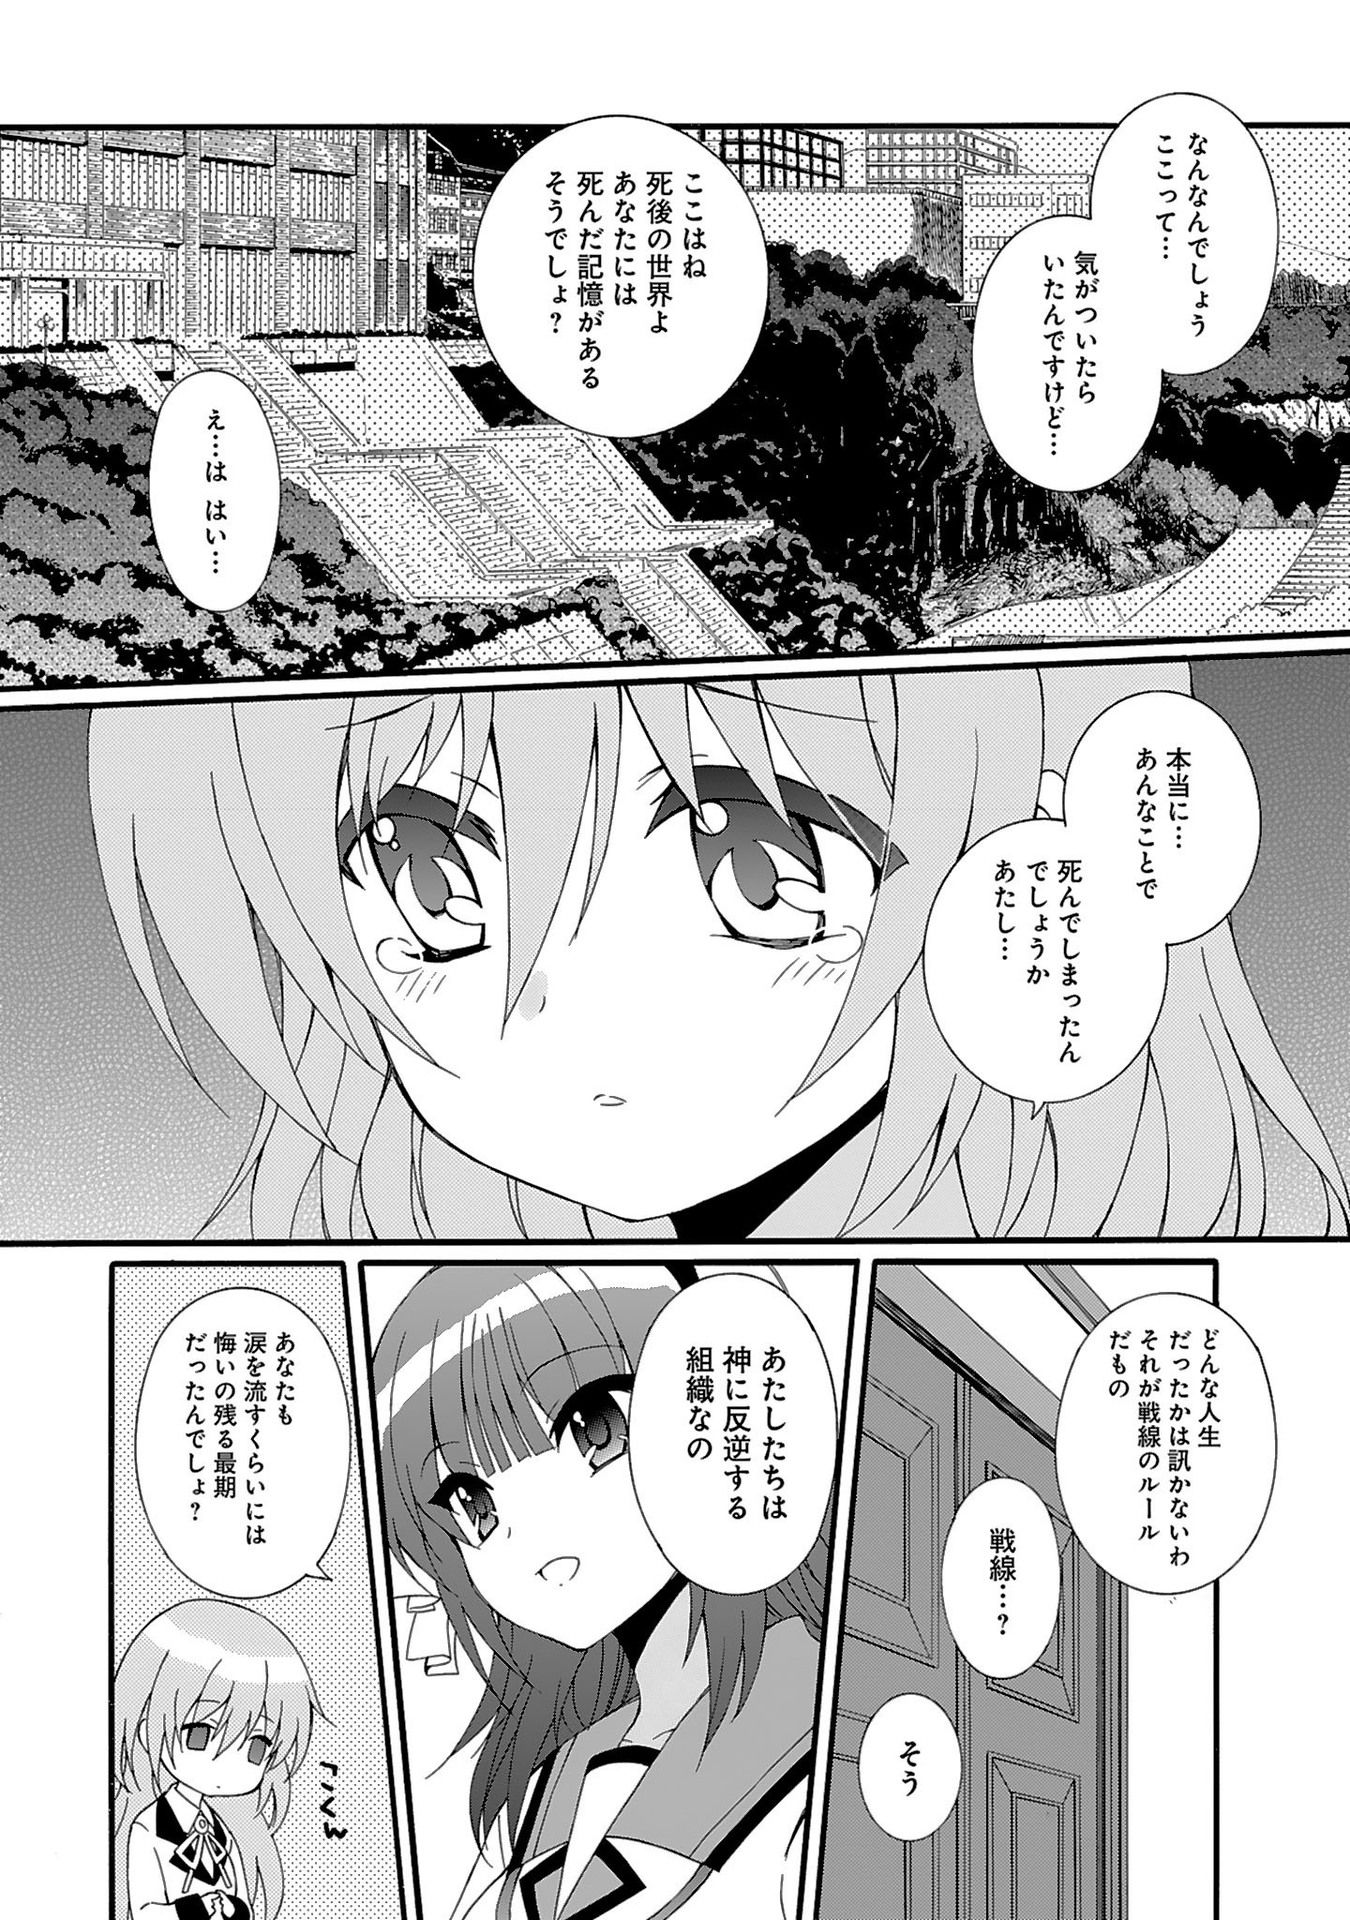 なんなんでしょう
ここって…
気がついたら
いたんですけど…
ここはね
死後の世界よ
あなたには
死んだ記憶がある
そうでしょ？
え…は はい…
本当に…
あんなことで
死んでしまったん
でしょうか
あたし…
どんな人生
だったかは訊かないわ
それが戦線のルール
だもの
戦線…？
そう
あたしたちは
神に反逆する
組織なの
あなたも
涙を流すくらいには
悔いの残る最期
だったんでしょ？
こくん